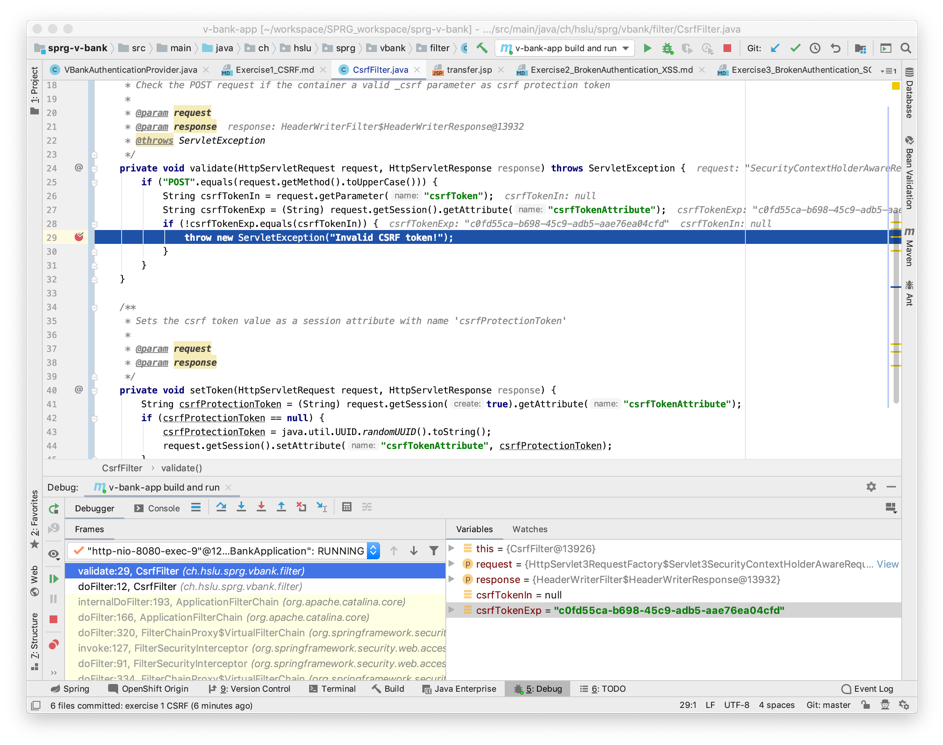 v-bank-app [~/workspace/SPRG_workspace/sprg-v-bank] - .../src/main/java/ch/hslu/sprg/vbank/filter/CsrfFilter.java
sprg-v-bank src main java ch hslu sprg vbank filter v-bank-app build and run Git:
VBankAuthenticationProvider.java Exercise1_CSRF.md CsrfFilter.java transfer.jsp Exercise2_BrokenAuthentication_XSS.md Exercise3_BrokenAuthentication_SQ
1: Project
Database
Bean Validation
Maven
Ant
18 * Check the POST request if the container a valid _csrf parameter as csrf protection token
19 *
20 * @param request
21 * @param response response: HeaderWriterFilter$HeaderWriterResponse@13932
22 * @throws ServletException
23 */
24 @ private void validate(HttpServletRequest request, HttpServletResponse response) throws ServletException { request: "SecurityContextHolderAwareRe
25 if ("POST".equals(request.getMethod().toUpperCase())) {
26 String csrfTokenIn = request.getParameter( name: "csrfToken"); csrfTokenIn: null
27 String csrfTokenExp = (String) request.getSession().getAttribute( name: "csrfTokenAttribute"); csrfTokenExp: "c0fd55ca-b698-45c9-adb5-aae
28 if (!csrfTokenExp.equals(csrfTokenIn)) { csrfTokenExp: "c0fd55ca-b698-45c9-adb5-aae76ea04cfd" csrfTokenIn: null
29 throw new ServletException("Invalid CSRF token!");
30 }
31 }
32 }
33
34 /**
35 * Sets the csrf token value as a session attribute with name 'csrfProtectionToken'
36 *
37 * @param request
38 * @param response
39 */
40 @ private void setToken(HttpServletRequest request, HttpServletResponse response) {
41 String csrfProtectionToken = (String) request.getSession( create: true).getAttribute( name: "csrfTokenAttribute");
42 if (csrfProtectionToken == null) {
43 csrfProtectionToken = java.util.UUID.randomUUID().toString();
44 request.getSession().setAttribute( name: "csrfTokenAttribute", csrfProtectionToken);
CsrfFilter › validate()
Debug: v-bank-app build and run
Debugger Console
Frames
"http-nio-8080-exec-9"@12...BankApplication": RUNNING
validate:29, CsrfFilter (ch.hslu.sprg.vbank.filter)
doFilter:12, CsrfFilter (ch.hslu.sprg.vbank.filter)
internalDoFilter:193, ApplicationFilterChain (org.apache.catalina.core)
doFilter:166, ApplicationFilterChain (org.apache.catalina.core)
doFilter:320, FilterChainProxy$VirtualFilterChain (org.springframework.securit
invoke:127, FilterSecurityInterceptor (org.springframework.security.web.acces
doFilter:91, FilterSecurityInterceptor (org.springframework.security.web.acces
doFilter:334, FilterChainProxy$VirtualFilterChain (org.springframework.securit
Variables Watches
this = {CsrfFilter@13926}
request = {HttpServlet3RequestFactory$Servlet3SecurityContextHolderAwareRequ... View
response = {HeaderWriterFilter$HeaderWriterResponse@13932}
csrfTokenIn = null
csrfTokenExp = "c0fd55ca-b698-45c9-adb5-aae76ea04cfd"
2: Favorites
Web
Z: Structure
Spring OpenShift Origin 9: Version Control Terminal Build Java Enterprise 5: Debug 6: TODO Event Log
6 files committed: exercise 1 CSRF (6 minutes ago) 29:1 LF UTF-8 4 spaces Git: master